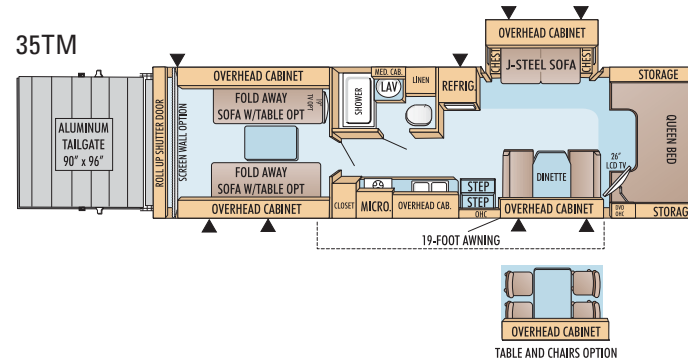 35TM
ALUMINUM
TAILGATE
90" x 96"
ROLL UP SHUTTER DOOR
SCREEN WALL OPTION
OVERHEAD CABINET
FOLD AWAY
SOFA W/TABLE OPT
19"
TV OPT
FOLD AWAY
SOFA W/TABLE OPT
OVERHEAD CABINET
SHOWER
MED. CAB.
LAV
LINEN
REFRIG.
CLOSET
MICRO.
OVERHEAD CAB.
STEP
STEP
OHC
OVERHEAD CABINET
CHEST
J-STEEL SOFA
CHEST
DINETTE
OVERHEAD CABINET
STORAGE
QUEEN BED
26"
LCD TV
DVD
OHC
STORAG
19-FOOT AWNING
OVERHEAD CABINET
TABLE AND CHAIRS OPTION